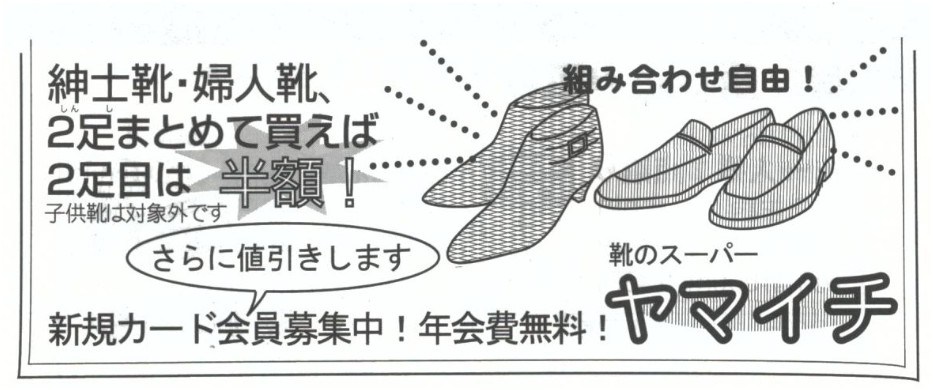 紳士靴・婦人靴、
しんし
2足まとめて買えば
2足目は 半額！
子供靴は対象外です
組み合わせ自由！
さらに値引きします
新規カード会員募集中！年会費無料！
靴のスーパー
ヤマイチ